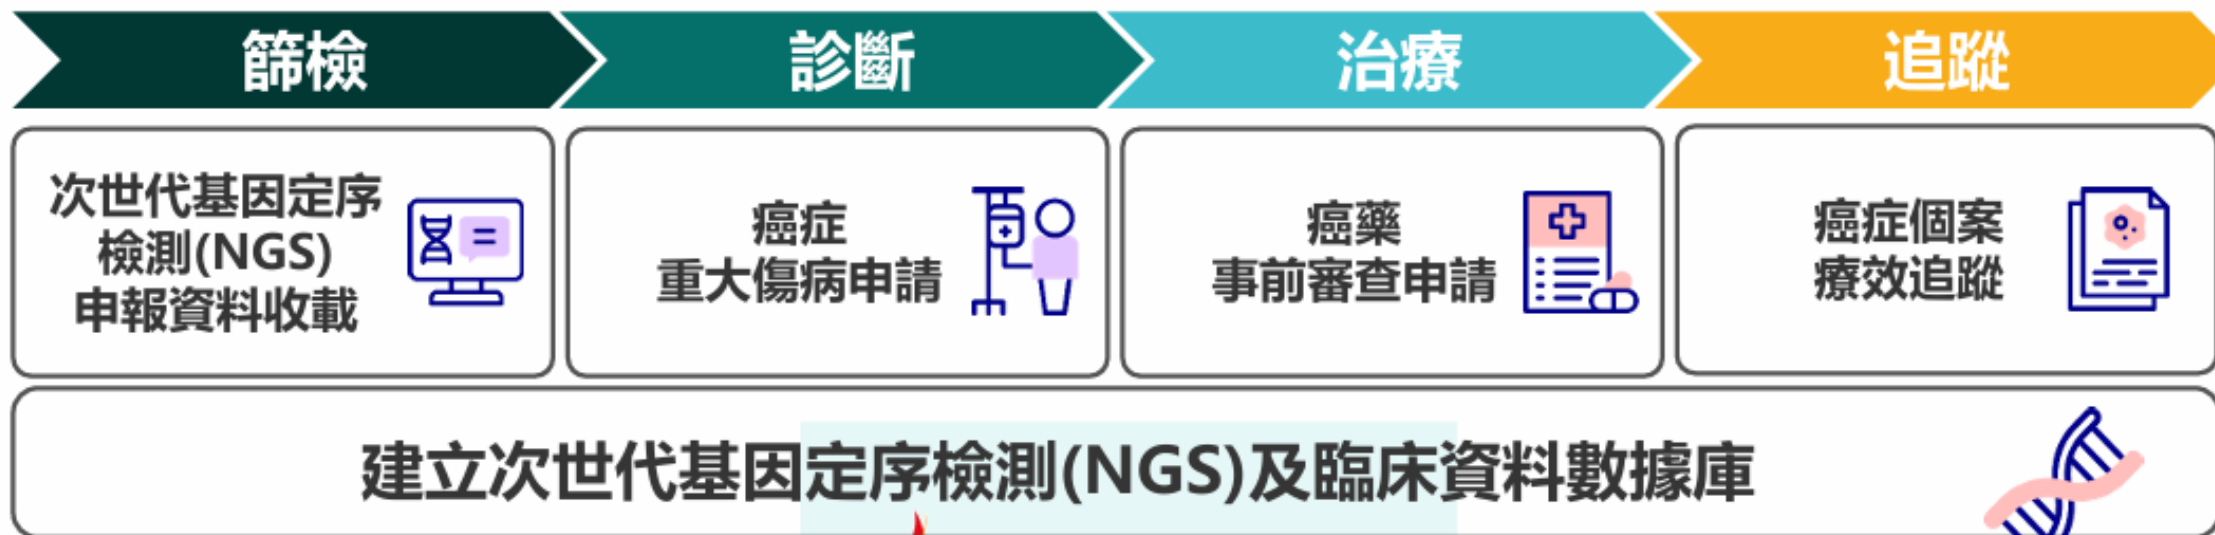 篩檢
診斷
治療
追蹤
次世代基因定序
檢測(NGS)
申報資料收載
癌症
重大傷病申請
癌藥
事前審查申請
癌症個案
療效追蹤
建立次世代基因定序檢測(NGS)及臨床資料數據庫